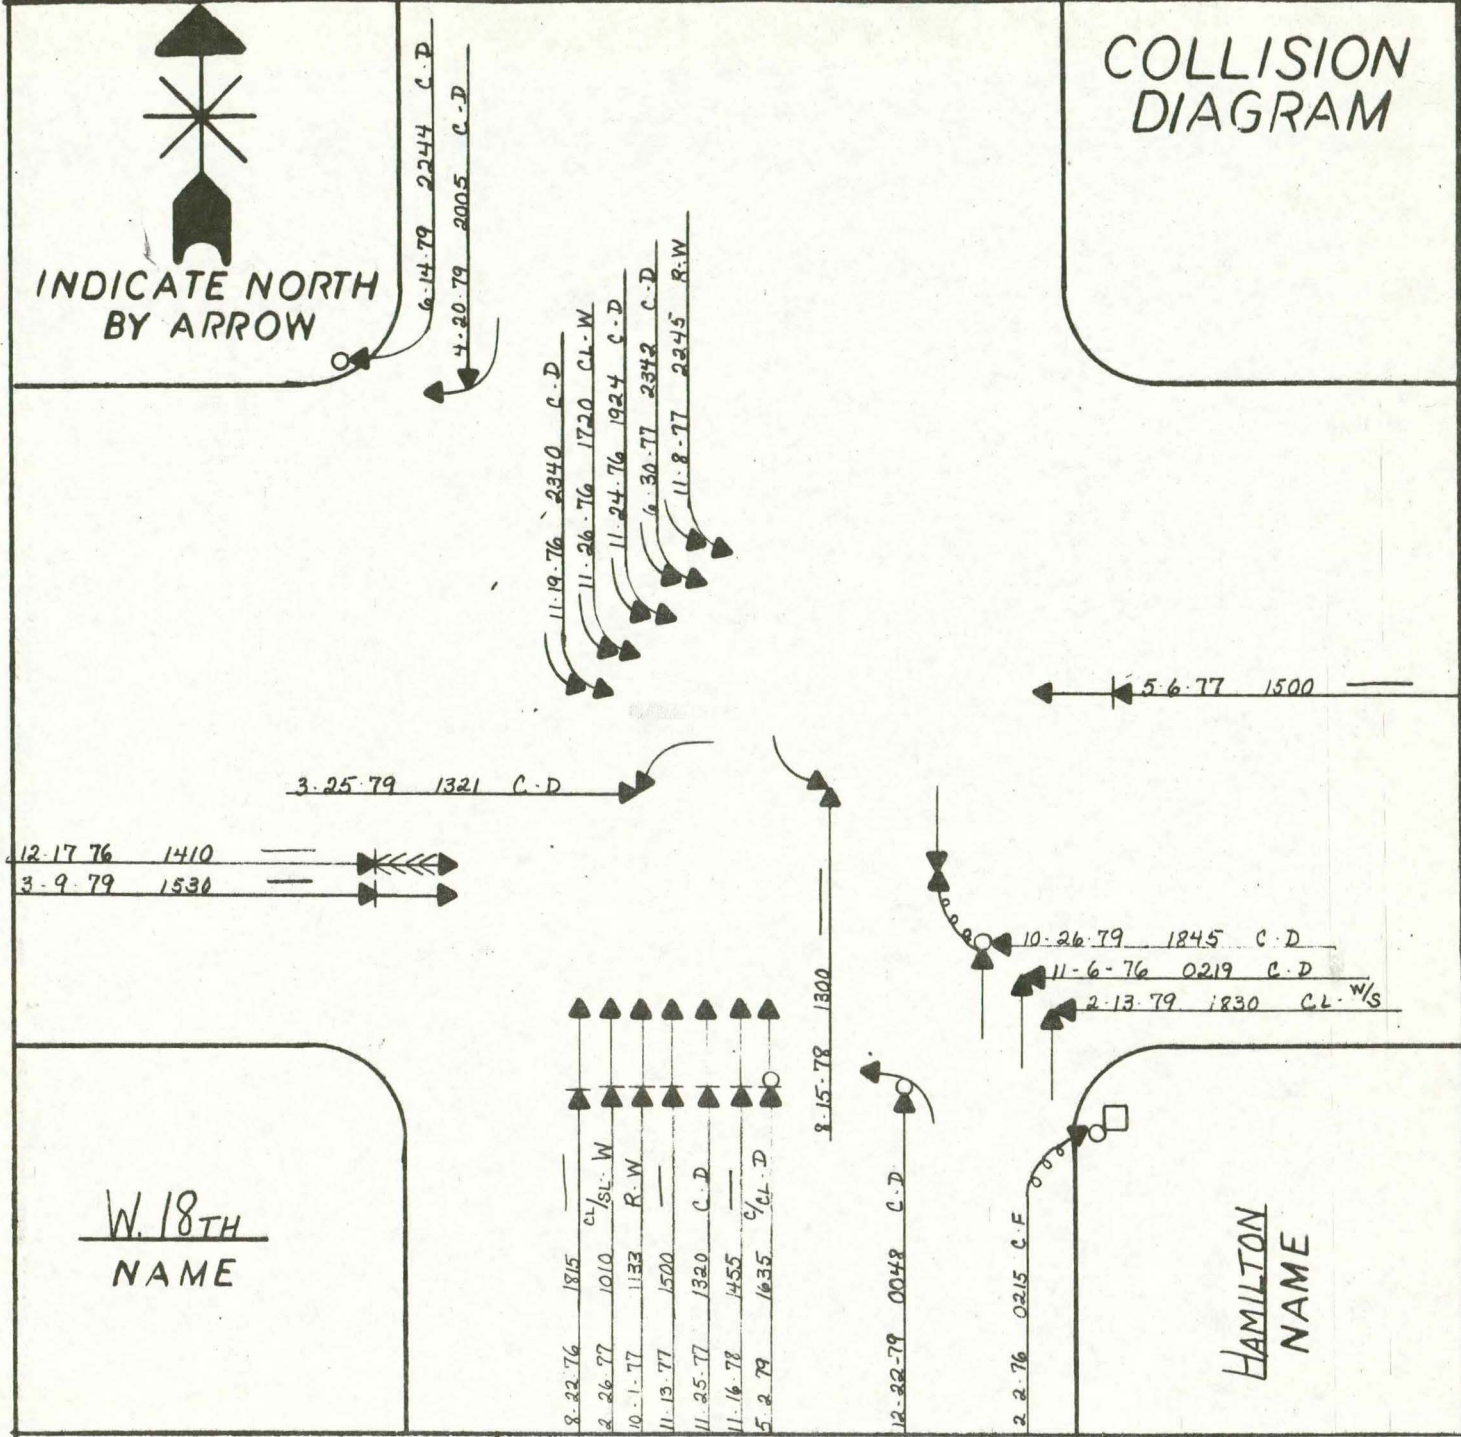 COLLISION
DIAGRAM
INDICATE NORTH
BY ARROW
6·14·79 2244 C·D
4·20·79 2005 C-D
11·19·76 2340 C·D
11·26·76 1720 CL·W
11·24·76 1924 C·D
6·30·77 2342 C·D
11·8·77 2245 R·W
5·6·77 1500 —
3·25·79 1321 C·D
12·17 76 1410 —
3-9·79 1530 —
8·15·78 1300 —
10·26·79 1845 C·D
11-6-76 0219 C·D
2·13·79 1830 CL·W/S
8·22·76 1815 —
2 26·77 1010 CL/SL·W
10·1·77 1133 R·W
11·13·77 1500 —
11·25·77 1320 C·D
11·16·78 1455 —
5·2 79 1635 C/CL·D
12-22-79 0048 C·D
2 2·76 0215 C·F
W. 18TH
NAME
HAMILTON
NAME